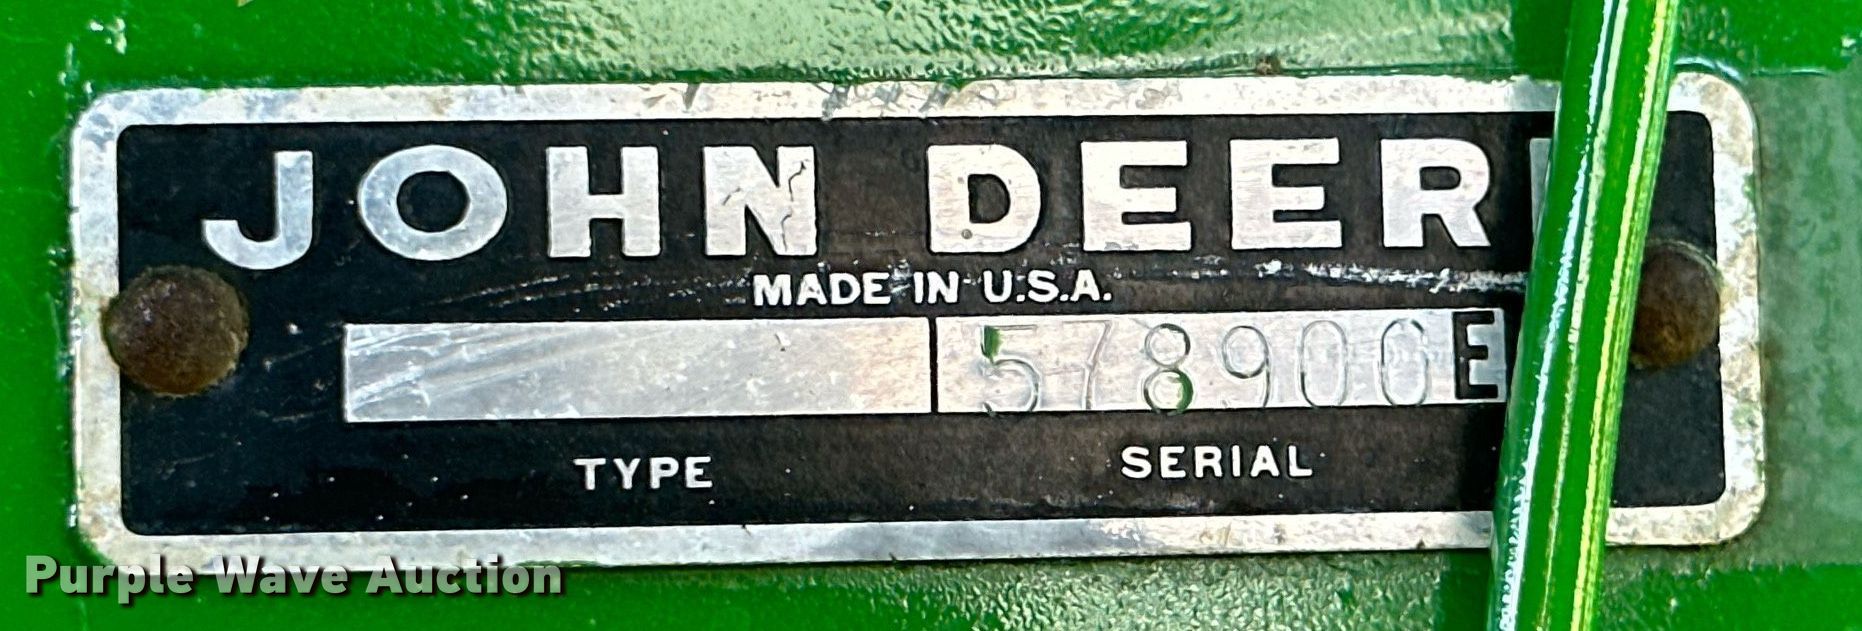 JOHN DEER
MADE IN U.S.A.
578900E
TYPE SERIAL
Purple Wave Auction